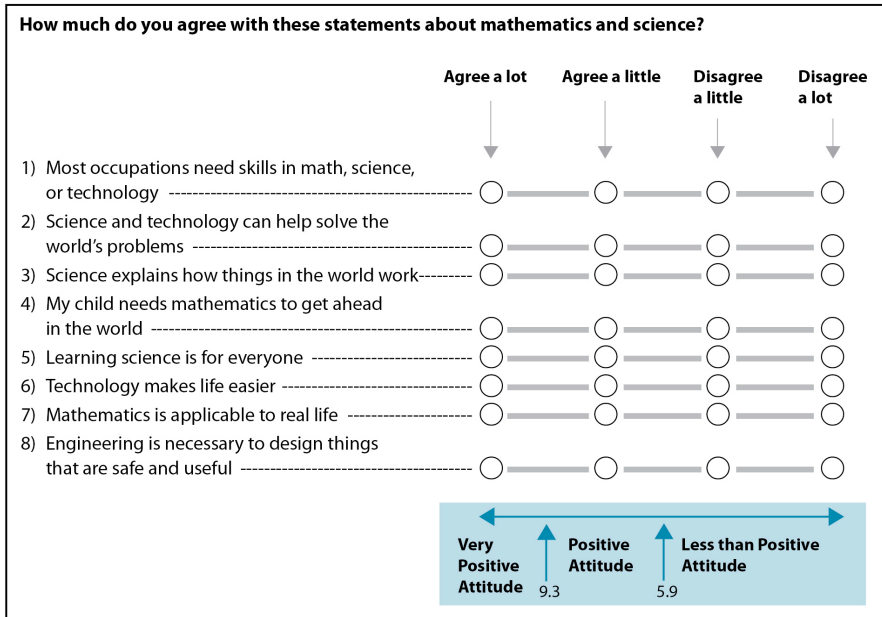 How much do you agree with these statements about mathematics and science?
Agree a lot
Agree a little
Disagree
a little
Disagree
a lot
1) Most occupations need skills in math, science,
or technology
2) Science and technology can help solve the
world's problems
3) Science explains how things in the world work
4) My child needs mathematics to get ahead
in the world
5) Learning science is for everyone
6) Technology makes life easier
7) Mathematics is applicable to real life
8) Engineering is necessary to design things
that are safe and useful
Very
Positive
Attitude
9.3
Positive
Attitude
5.9
Less than Positive
Attitude